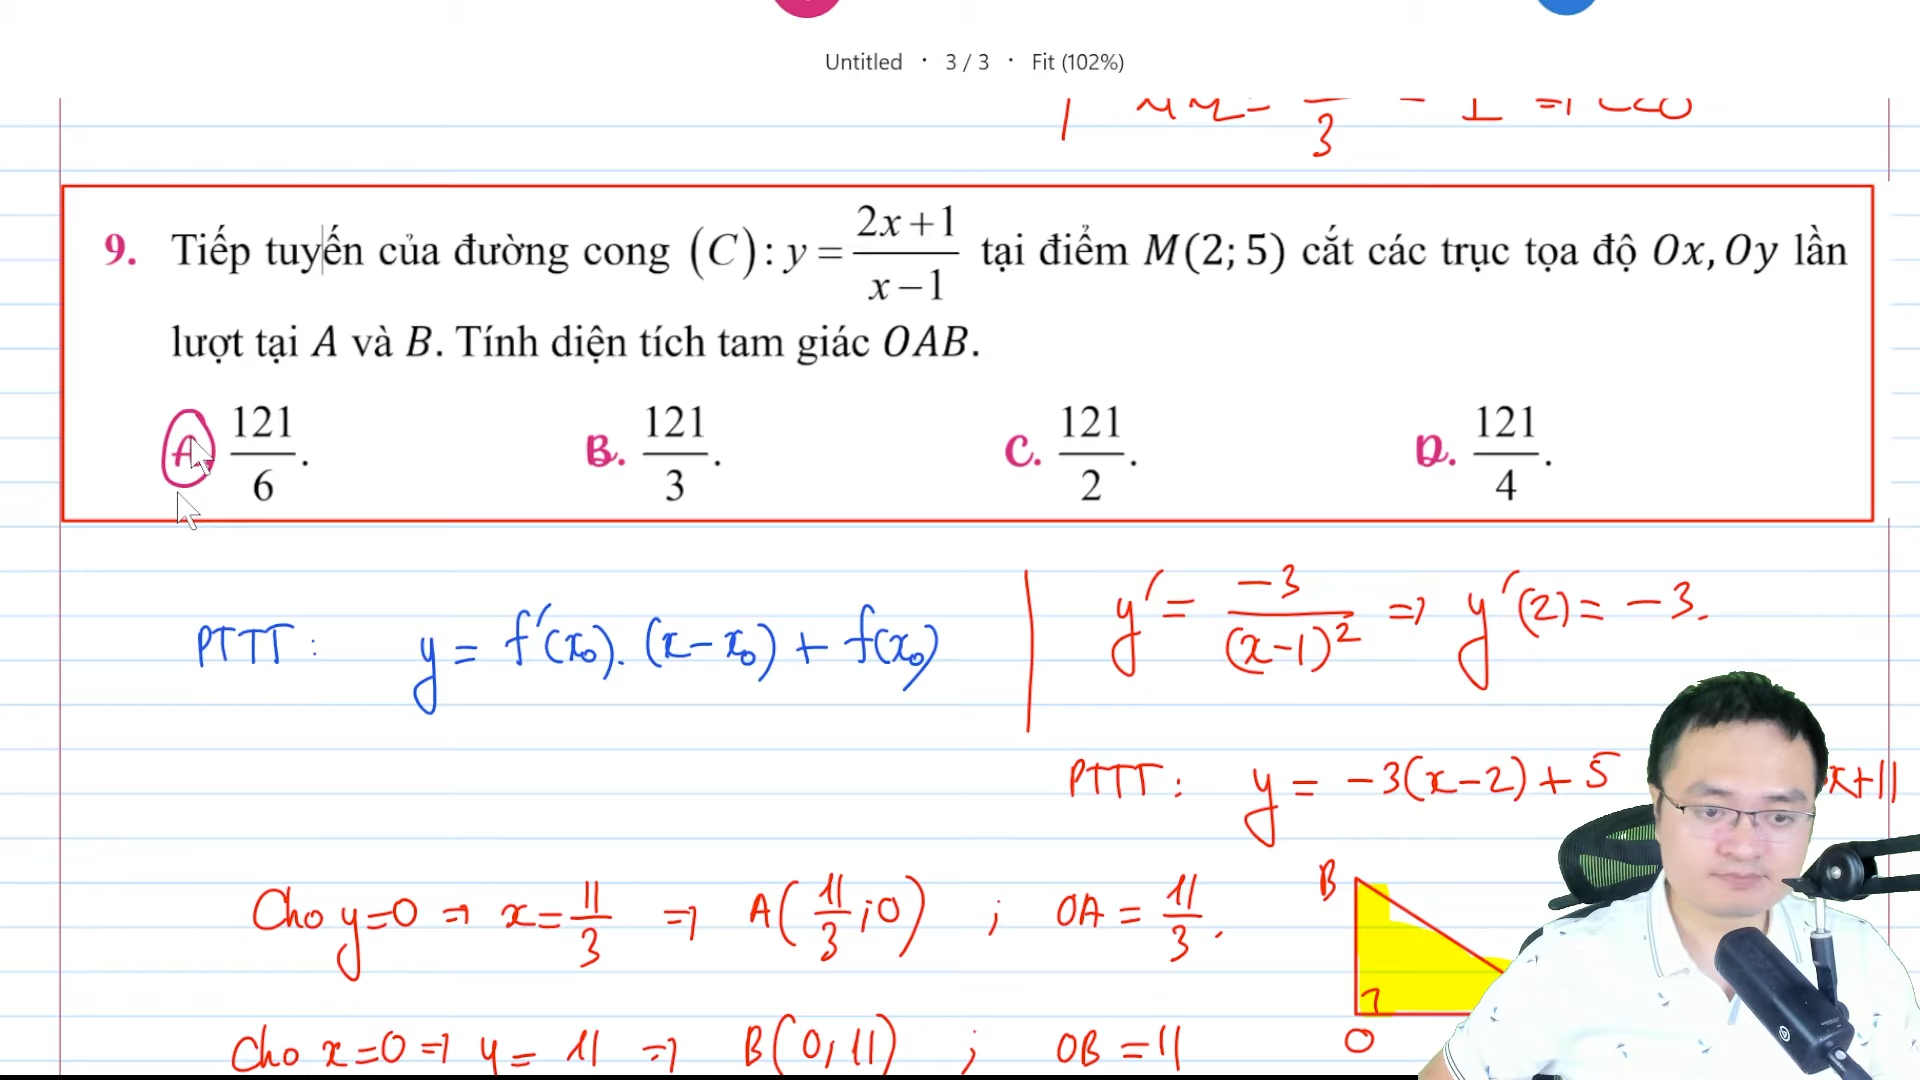 Untitled · 3 / 3 · Fit (102%)
3
9. Tiếp tuyến của đường cong (C): y = (2x+1)/(x−1) tại điểm M(2; 5) cắt các trục tọa độ Ox, Oy lần
lượt tại A và B. Tính diện tích tam giác OAB.
A 121/6. B. 121/3. C. 121/2. D. 121/4.
PTTT : y = f'(x₀). (x−x₀) + f(x₀)
y' = −3/(x−1)² => y'(2) = −3.
PTTT : y = −3(x−2) + 5
x+11
Cho y=0 => x = 11/3 => A(11/3 ; 0) ; OA = 11/3.
B
Cho x=0 => y = 11 => B(0, 11) ; OB = 11
O